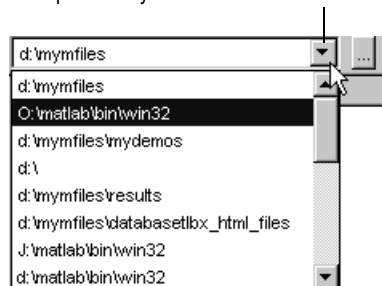 d:\mymfiles
...
d:\mymfiles
O:\matlab\bin\win32
d:\mymfiles\mydemos
d:\
d:\mymfiles\results
d:\mymfiles\databasetlbx_html_files
J:\matlab\bin\win32
d:\matlab\bin\win32